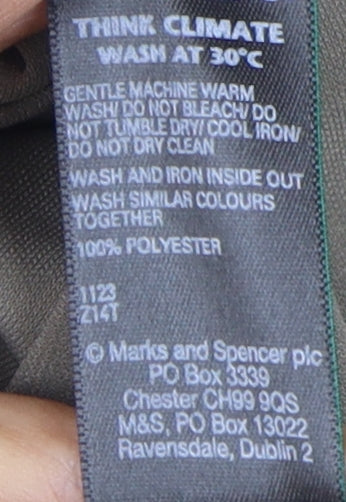 THINK CLIMATE
WASH AT 30°C
GENTLE MACHINE WARM
WASH/ DO NOT BLEACH/ DO
NOT TUMBLE DRY/ COOL IRON/
DO NOT DRY CLEAN
WASH AND IRON INSIDE OUT
WASH SIMILAR COLOURS
TOGETHER
100% POLYESTER
1123
Z14T
© Marks and Spencer plc
PO Box 3339
Chester CH99 9QS
M&S, PO Box 13022
Ravensdale, Dublin 2